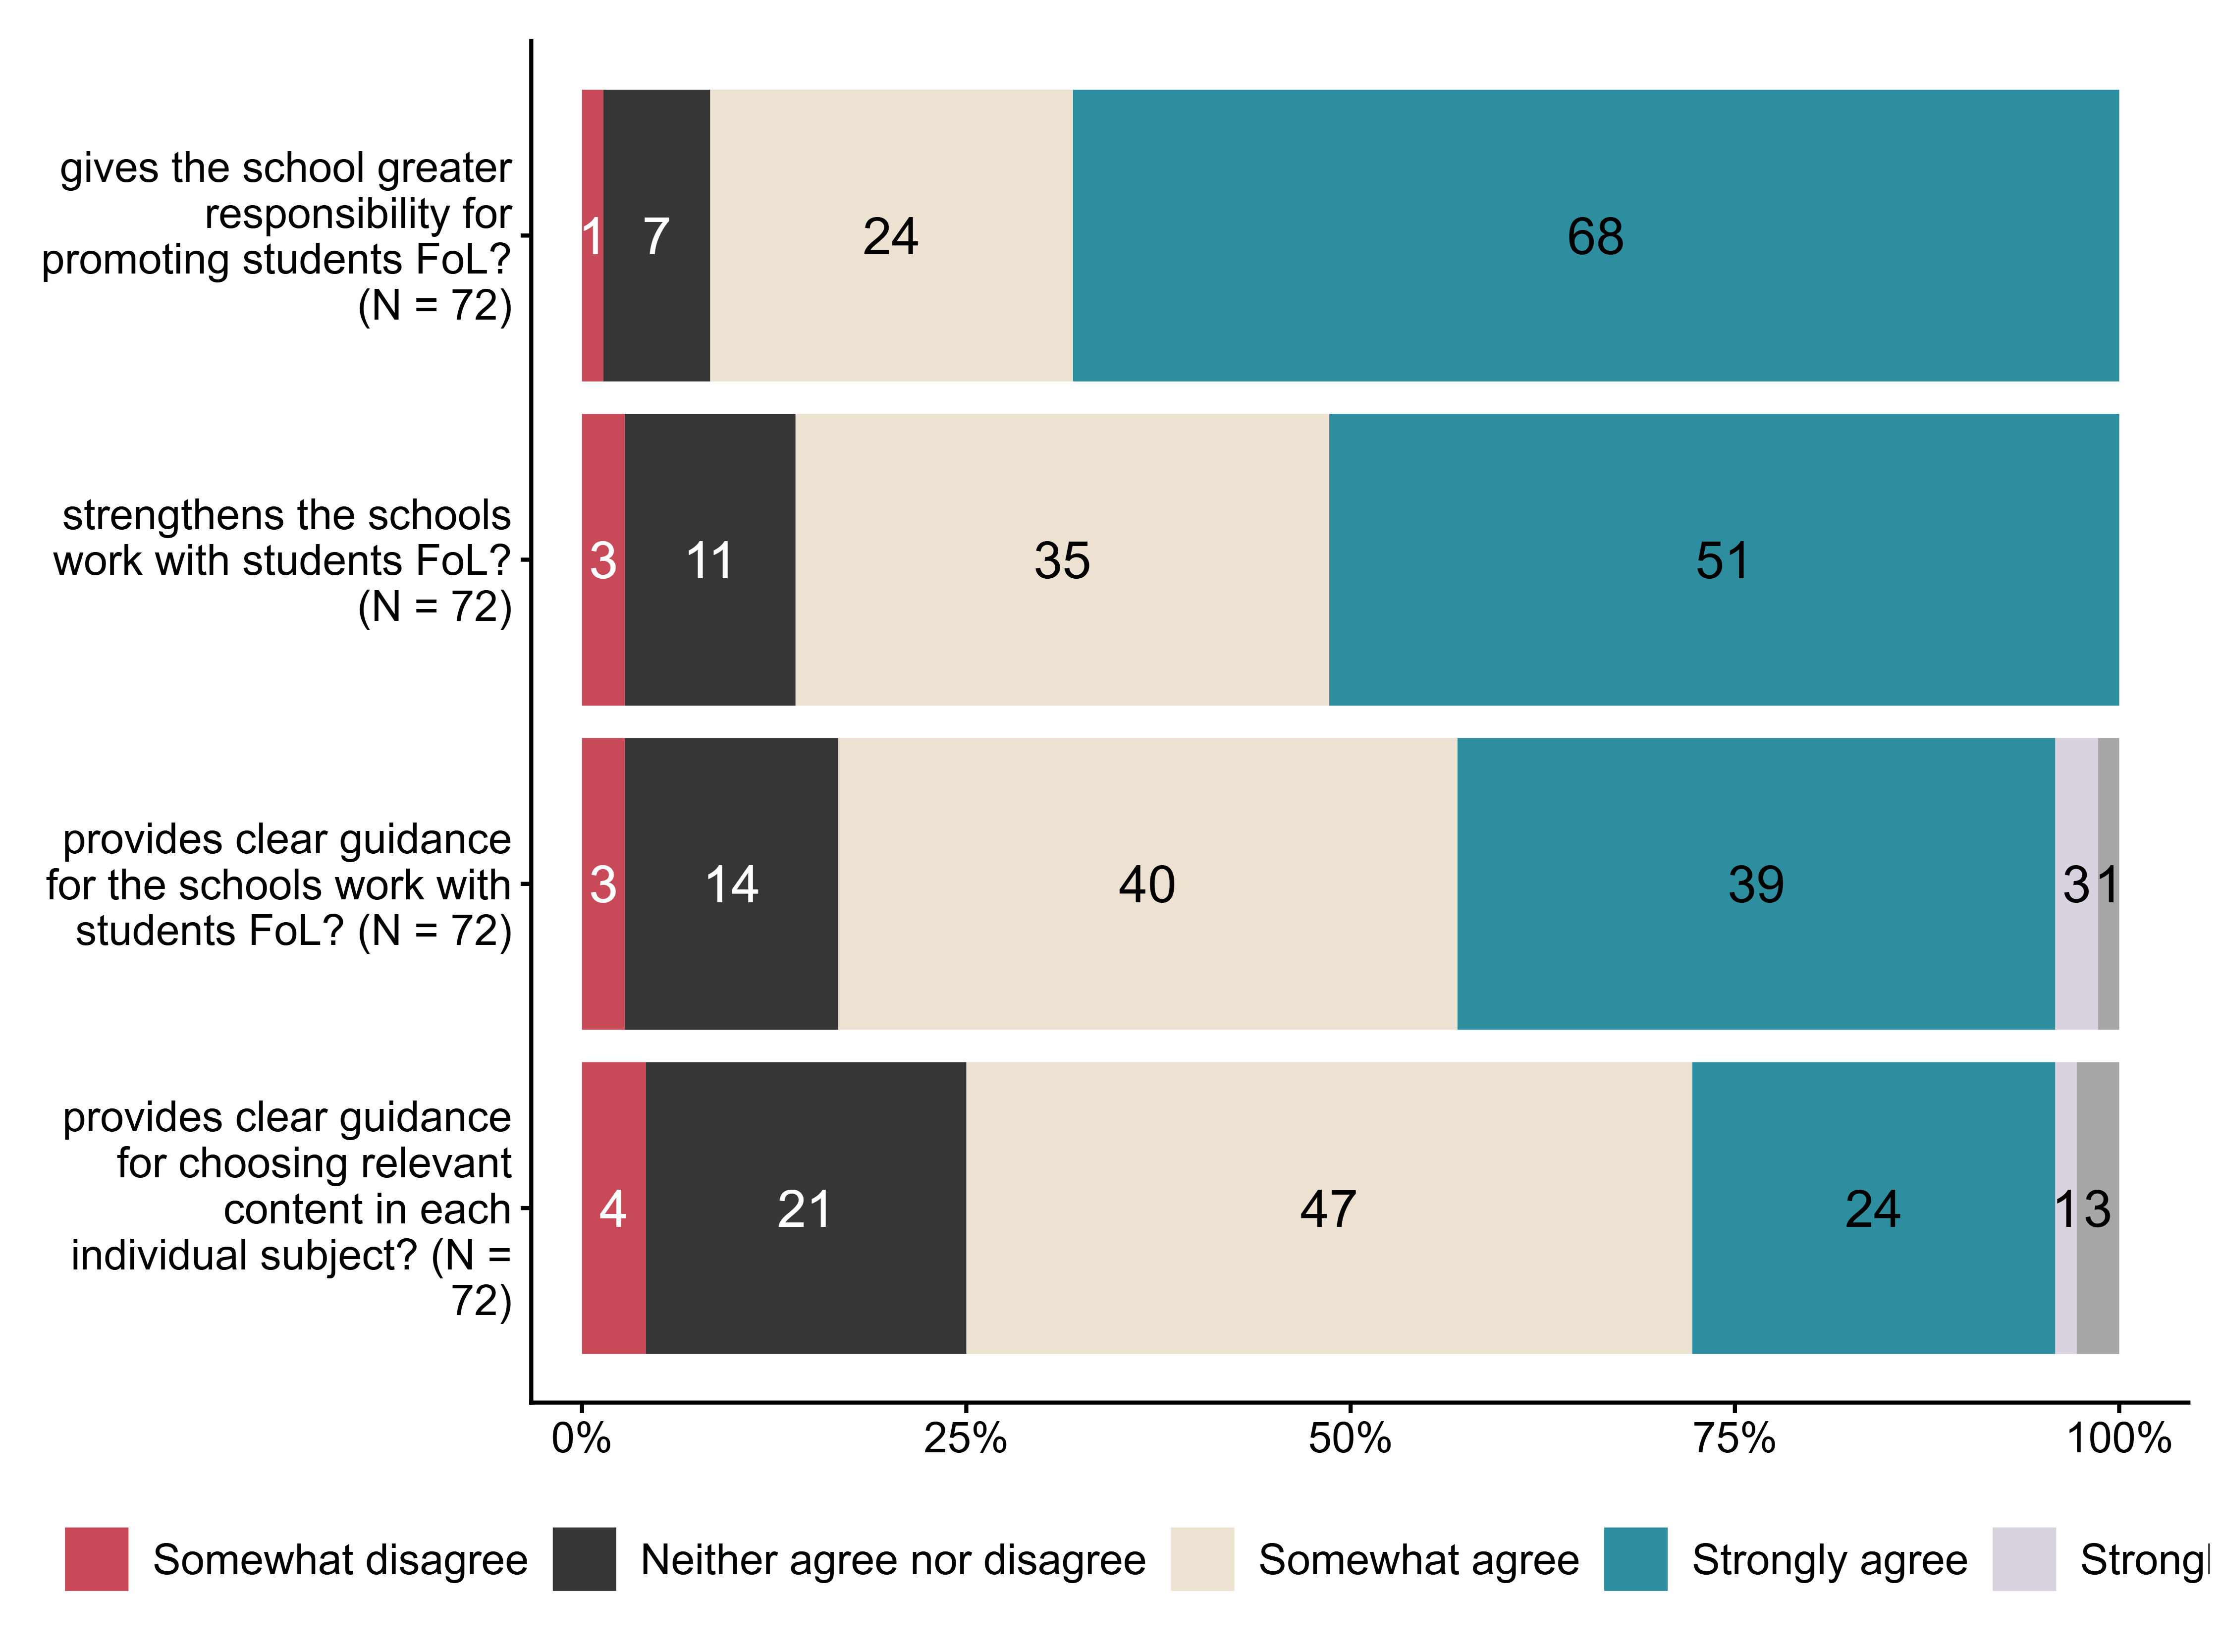 gives the school greater
responsibility for
promoting students FoL?
(N = 72)
1 7 24 68
strengthens the schools
work with students FoL?
(N = 72)
3 11 35 51
provides clear guidance
for the schools work with
students FoL? (N = 72)
3 14 40 39 3 1
provides clear guidance
for choosing relevant
content in each
individual subject? (N =
72)
4 21 47 24 1 3
0% 25% 50% 75% 100%
Somewhat disagree Neither agree nor disagree Somewhat agree Strongly agree